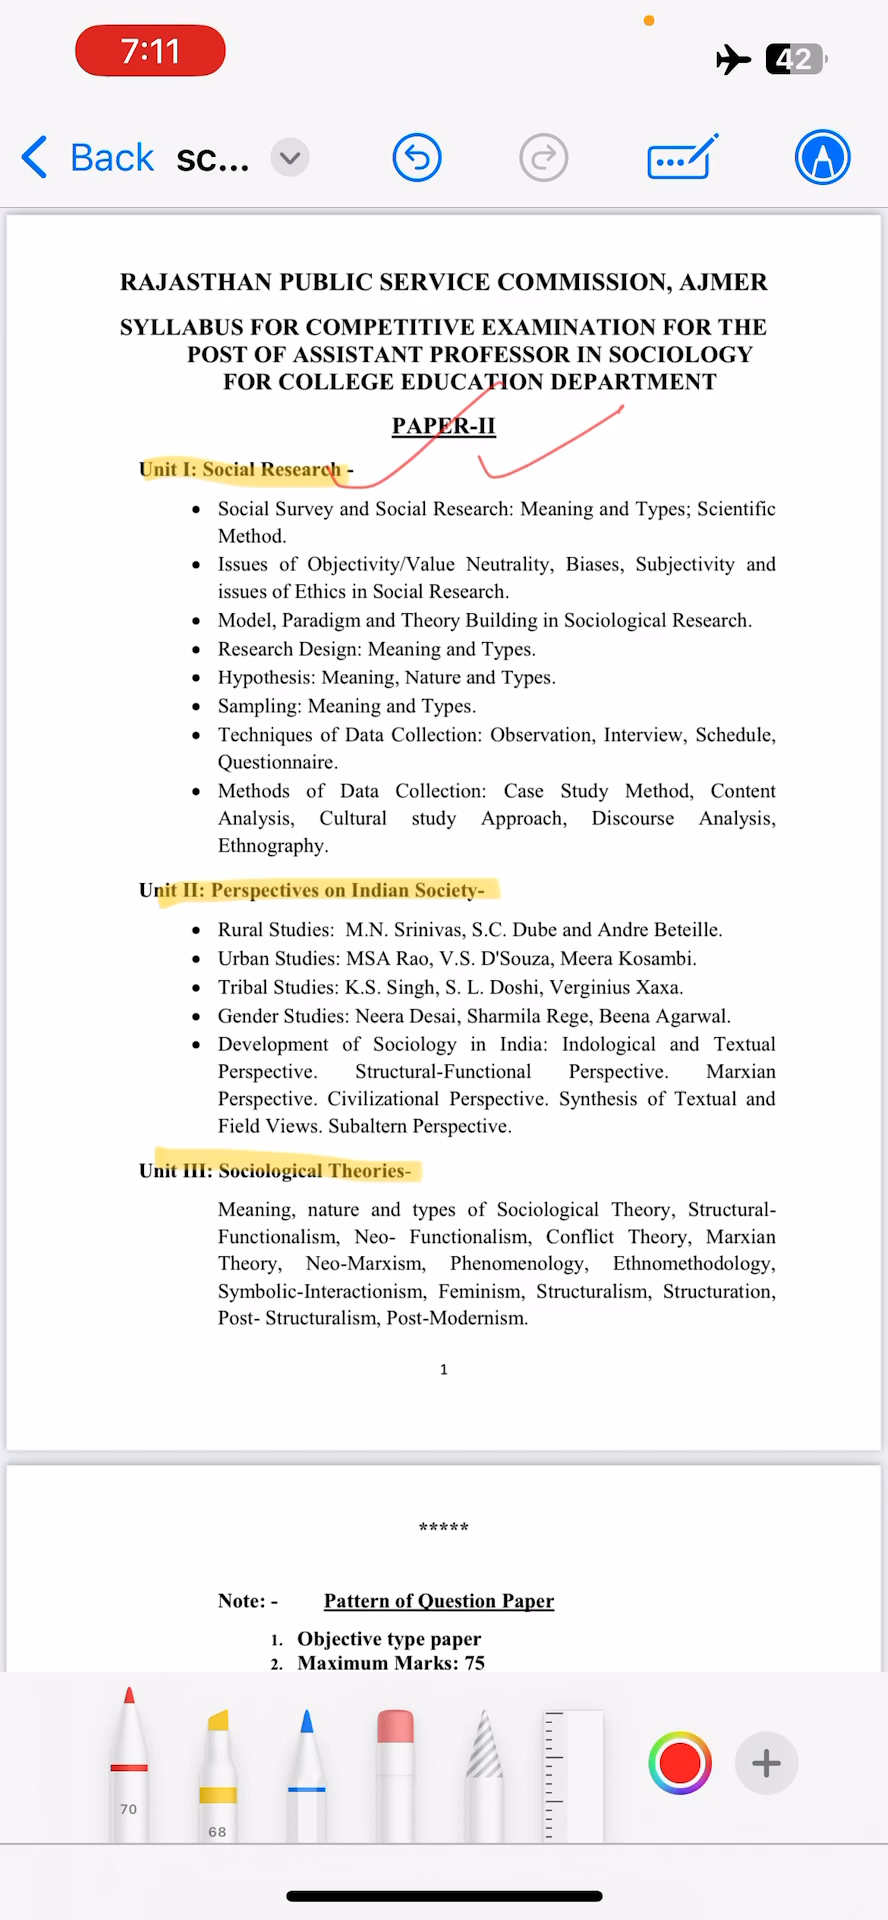 7:11
42
Back sc...
RAJASTHAN PUBLIC SERVICE COMMISSION, AJMER
SYLLABUS FOR COMPETITIVE EXAMINATION FOR THE
POST OF ASSISTANT PROFESSOR IN SOCIOLOGY
FOR COLLEGE EDUCATION DEPARTMENT
PAPER-II
Unit I: Social Research -
• Social Survey and Social Research: Meaning and Types; Scientific
Method.
• Issues of Objectivity/Value Neutrality, Biases, Subjectivity and
issues of Ethics in Social Research.
• Model, Paradigm and Theory Building in Sociological Research.
• Research Design: Meaning and Types.
• Hypothesis: Meaning, Nature and Types.
• Sampling: Meaning and Types.
• Techniques of Data Collection: Observation, Interview, Schedule,
Questionnaire.
• Methods of Data Collection: Case Study Method, Content
Analysis, Cultural study Approach, Discourse Analysis,
Ethnography.
Unit II: Perspectives on Indian Society-
• Rural Studies: M.N. Srinivas, S.C. Dube and Andre Beteille.
• Urban Studies: MSA Rao, V.S. D'Souza, Meera Kosambi.
• Tribal Studies: K.S. Singh, S. L. Doshi, Verginius Xaxa.
• Gender Studies: Neera Desai, Sharmila Rege, Beena Agarwal.
• Development of Sociology in India: Indological and Textual
Perspective. Structural-Functional Perspective. Marxian
Perspective. Civilizational Perspective. Synthesis of Textual and
Field Views. Subaltern Perspective.
Unit III: Sociological Theories-
Meaning, nature and types of Sociological Theory, Structural-
Functionalism, Neo- Functionalism, Conflict Theory, Marxian
Theory, Neo-Marxism, Phenomenology, Ethnomethodology,
Symbolic-Interactionism, Feminism, Structuralism, Structuration,
Post- Structuralism, Post-Modernism.
1
*****
Note: - Pattern of Question Paper
1. Objective type paper
2. Maximum Marks: 75
70
68